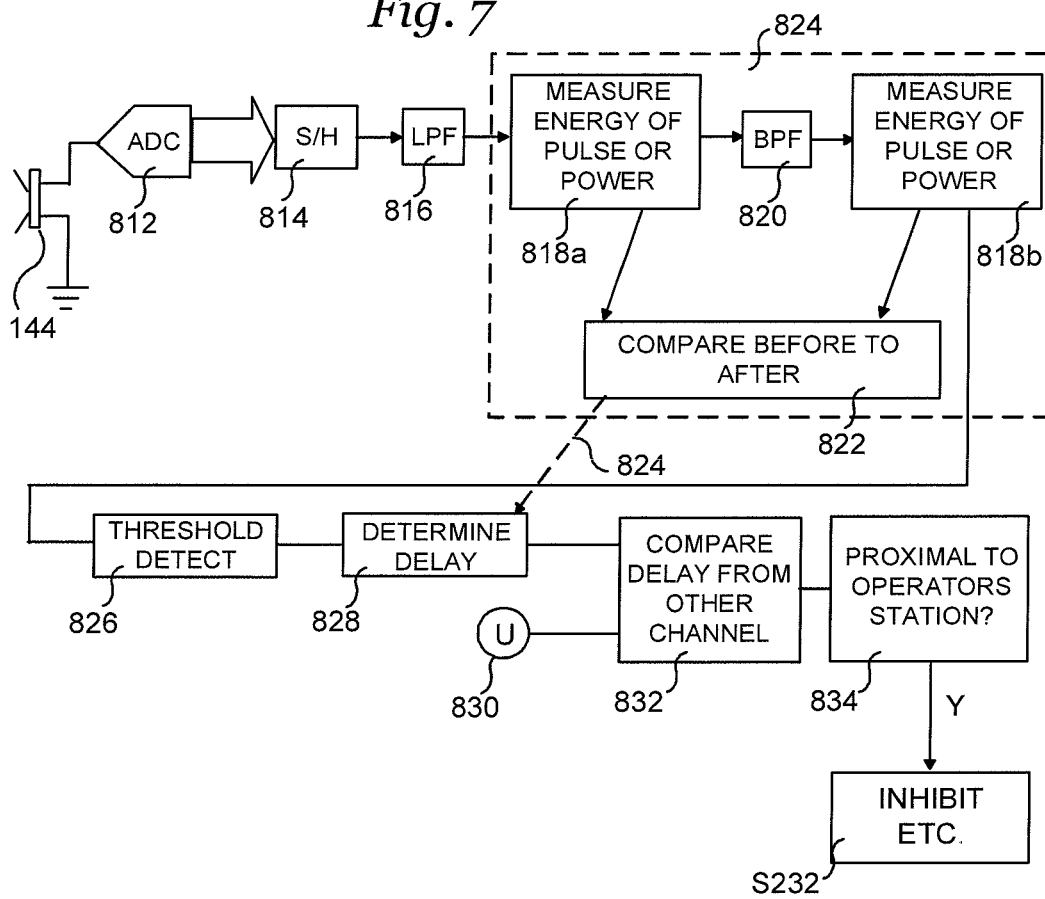 Fig. 7
824
ADC
S/H
LPF
MEASURE
ENERGY OF
PULSE OR
POWER
BPF
MEASURE
ENERGY OF
PULSE OR
POWER
812
814
816
818a
820
818b
144
COMPARE BEFORE TO
AFTER
822
824
THRESHOLD
DETECT
DETERMINE
DELAY
COMPARE
DELAY FROM
OTHER
CHANNEL
PROXIMAL TO
OPERATORS
STATION?
826
828
U
830
832
834
Y
INHIBIT
ETC.
S232